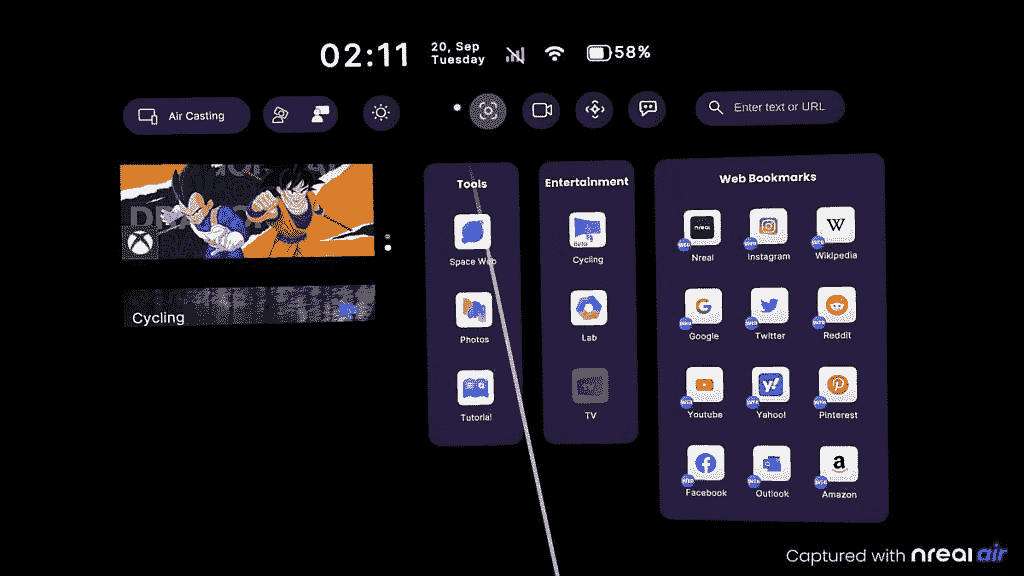 02:11
20, Sep
Tuesday
58%
Air Casting
Enter text or URL
Cycling
Tools
Space Web
Photos
Tutorial
Entertainment
Beta
Cycling
Lab
TV
Web Bookmarks
nreal
W
Nreal
Instagram
Wikipedia
G
Google
Twitter
Reddit
y!
Youtube
Yahoo!
Pinterest
f
a
Facebook
Outlook
Amazon
Captured with nreal air